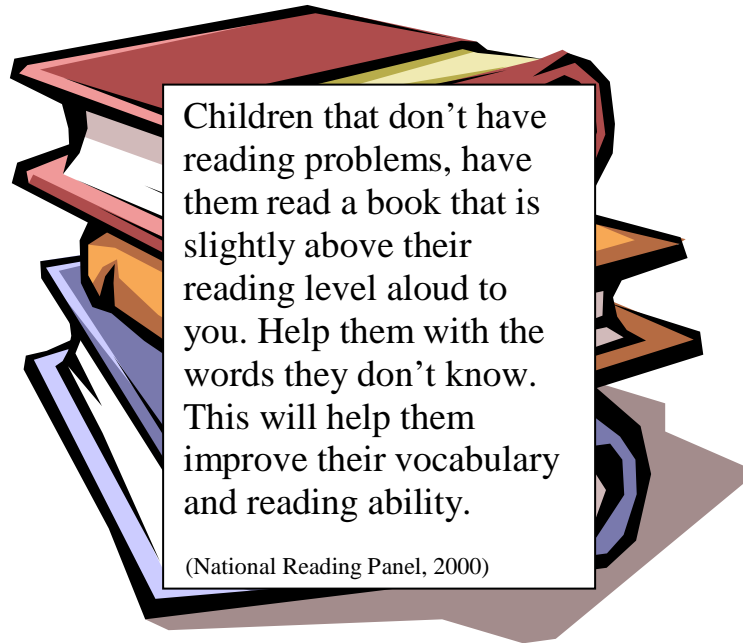 Children that don’t have
reading problems, have
them read a book that is
slightly above their
reading level aloud to
you. Help them with the
words they don’t know.
This will help them
improve their vocabulary
and reading ability.
(National Reading Panel, 2000)